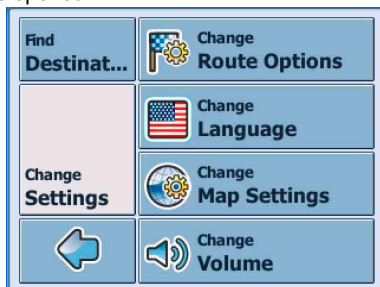 Find
Destinat...
Change
Settings
Change
Route Options
Change
Language
Change
Map Settings
Change
Volume